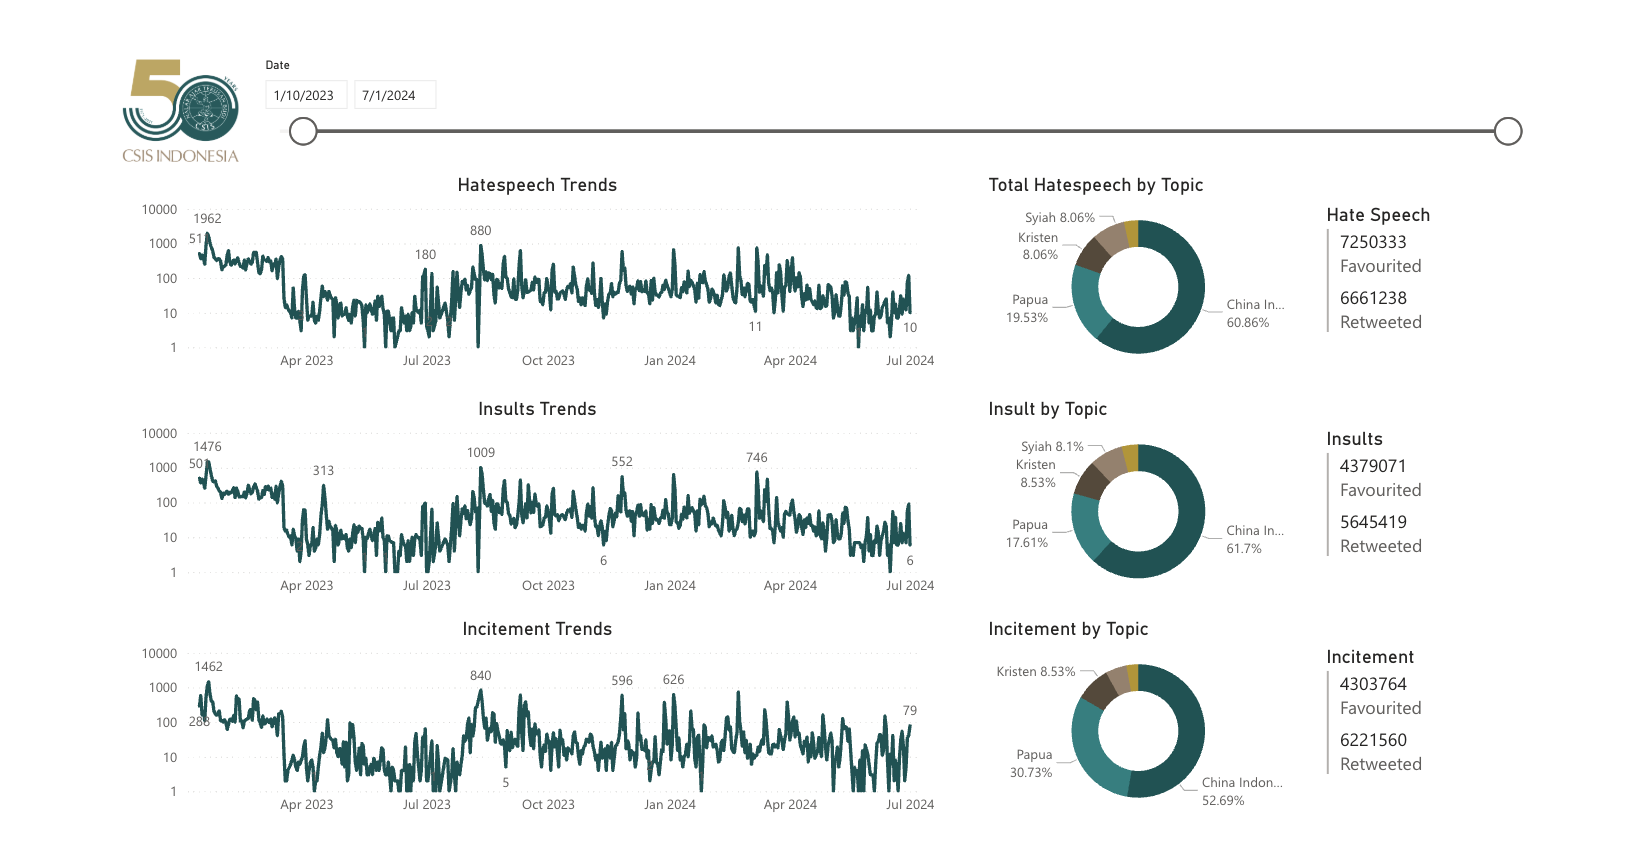 50
YEARS
CSIS
CSIS INDONESIA
Date
1/10/2023
7/1/2024
Hatespeech Trends
10000
1000
100
10
1
1962
51
180
880
11
10
Apr 2023
Jul 2023
Oct 2023
Jan 2024
Apr 2024
Jul 2024
Total Hatespeech by Topic
Syiah 8.06%
Kristen
8.06%
Papua
19.53%
China In...
60.86%
Hate Speech
7250333
Favourited
6661238
Retweeted
Insults Trends
10000
1000
100
10
1
1476
501
313
1009
552
746
6
6
Apr 2023
Jul 2023
Oct 2023
Jan 2024
Apr 2024
Jul 2024
Insult by Topic
Syiah 8.1%
Kristen
8.53%
Papua
17.61%
China In...
61.7%
Insults
4379071
Favourited
5645419
Retweeted
Incitement Trends
10000
1000
100
10
1
1462
288
840
5
596
626
79
Apr 2023
Jul 2023
Oct 2023
Jan 2024
Apr 2024
Jul 2024
Incitement by Topic
Kristen 8.53%
Papua
30.73%
China Indon...
52.69%
Incitement
4303764
Favourited
6221560
Retweeted